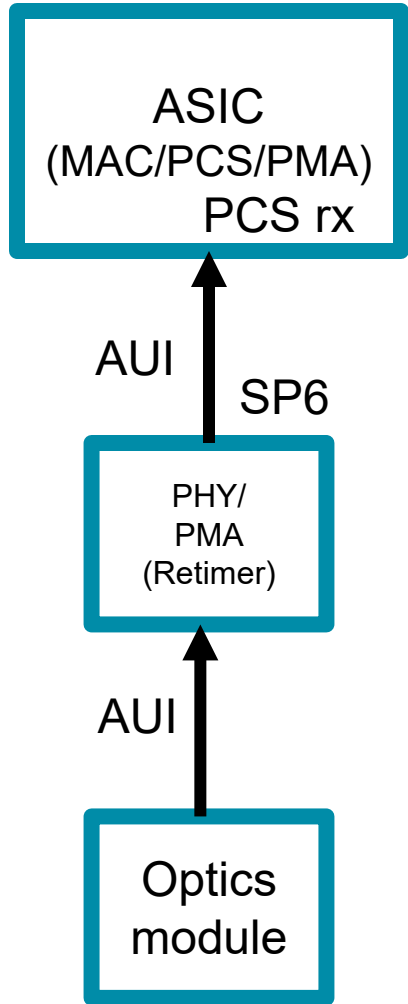 ASIC
(MAC/PCS/PMA)
PCS rx
AUI
SP6
PHY/
PMA
(Retimer)
AUI
Optics
module